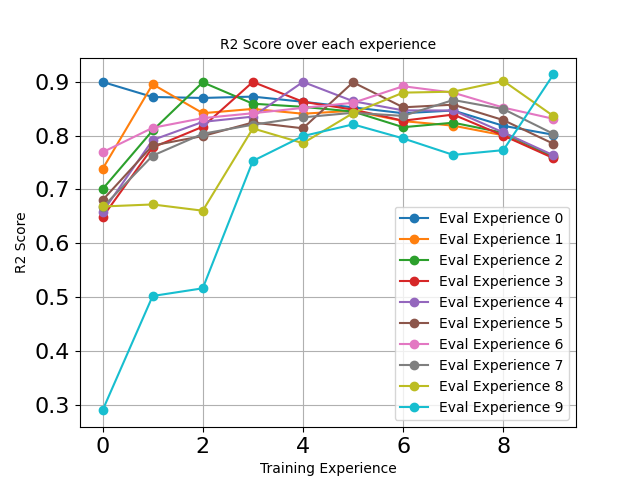 R2 Score over each experience
0.9
0.8
0.7
0.6
0.5
0.4
0.3
R2 Score
0 2 4 6 8
Training Experience
Eval Experience 0
Eval Experience 1
Eval Experience 2
Eval Experience 3
Eval Experience 4
Eval Experience 5
Eval Experience 6
Eval Experience 7
Eval Experience 8
Eval Experience 9